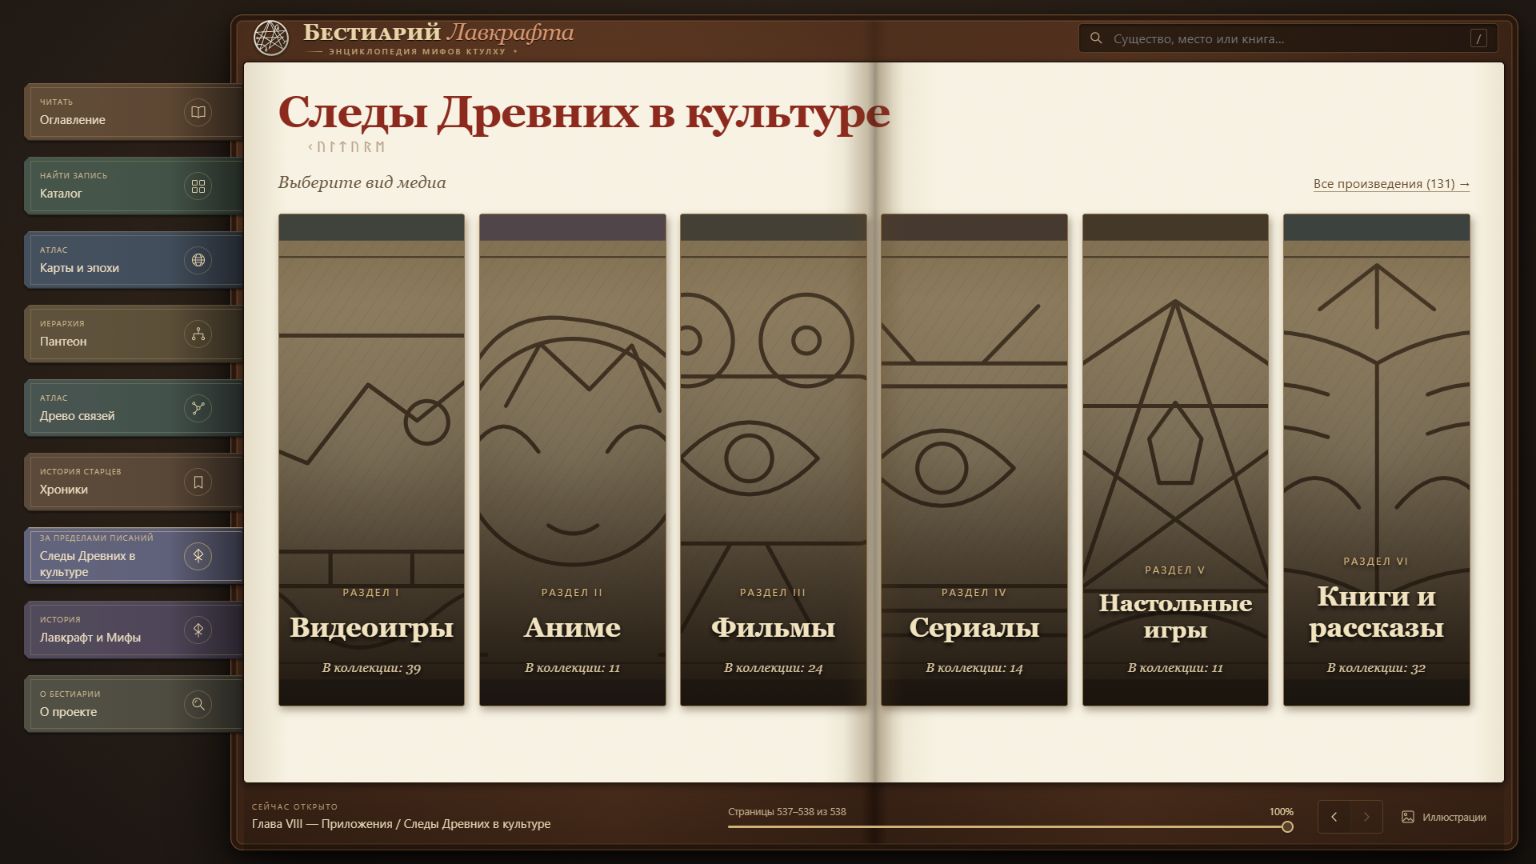 Бестиарий Лавкрафта
ЭНЦИКЛОПЕДИЯ МИФОВ КТУЛХУ
Существо, место или книга...
/
ЧИТАТЬ
Оглавление
НАЙТИ ЗАПИСЬ
Каталог
АТЛАС
Карты и эпохи
ИЕРАРХИЯ
Пантеон
АТЛАС
Древо связей
ИСТОРИЯ СТАРЦЕВ
Хроники
ЗА ПРЕДЕЛАМИ ПИСАНИЙ
Следы Древних в
культуре
ИСТОРИЯ
Лавкрафт и Мифы
О БЕСТИАРИИ
О проекте
Следы Древних в культуре
ᚲᚢᛚᛏᚢᚱᛖ
Выберите вид медиа
Все произведения (131) →
РАЗДЕЛ I
Видеоигры
В коллекции: 39
РАЗДЕЛ II
Аниме
В коллекции: 11
РАЗДЕЛ III
Фильмы
В коллекции: 24
РАЗДЕЛ IV
Сериалы
В коллекции: 14
РАЗДЕЛ V
Настольные
игры
В коллекции: 11
РАЗДЕЛ VI
Книги и
рассказы
В коллекции: 32
СЕЙЧАС ОТКРЫТО
Глава VIII — Приложения / Следы Древних в культуре
Страницы 537–538 из 538
100%
Иллюстрации